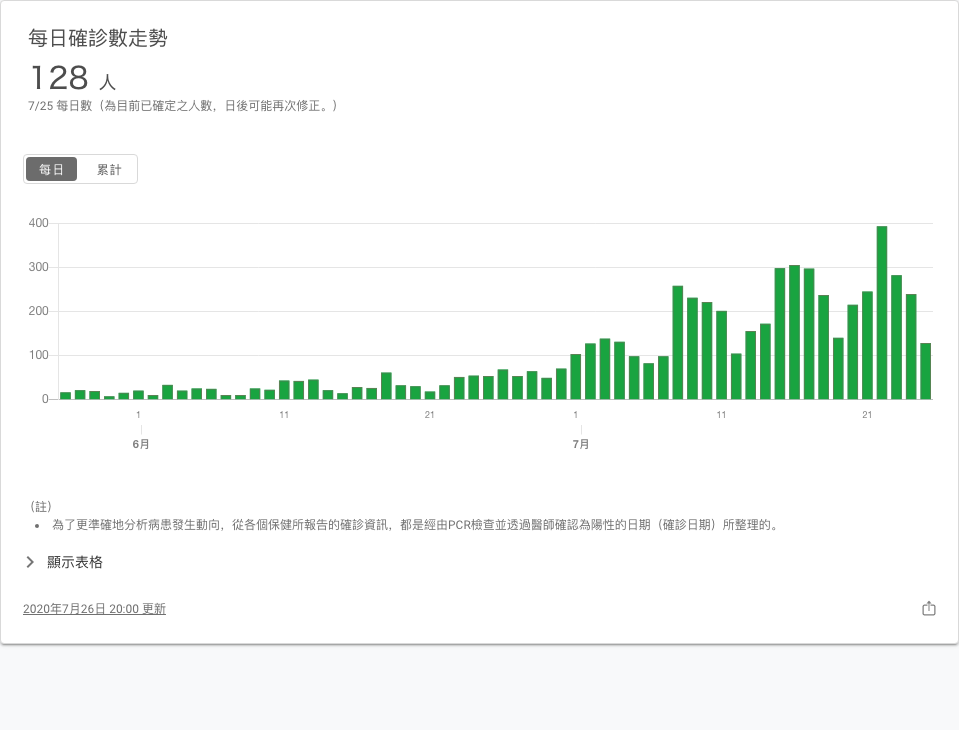 每日確診數走勢
128 人
7/25 每日數（為目前已確定之人數，日後可能再次修正。）
每日 累計
400
300
200
100
0
1 11 21 1 11 21
6月 7月
（註）
• 為了更準確地分析病患發生動向，從各個保健所報告的確診資訊，都是經由PCR檢查並透過醫師確認為陽性的日期（確診日期）所整理的。
顯示表格
2020年7月26日 20:00 更新